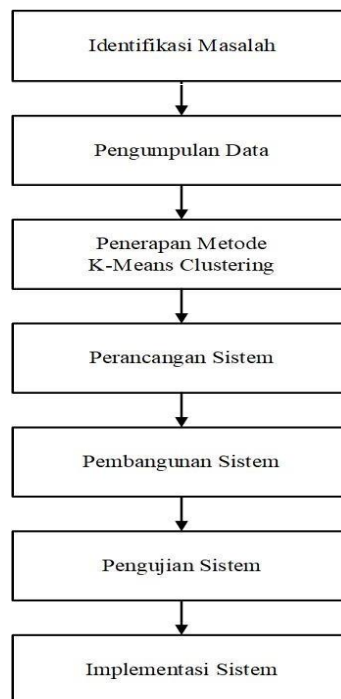 Identifikasi Masalah
Pengumpulan Data
Penerapan Metode
K-Means Clustering
Perancangan Sistem
Pembangunan Sistem
Pengujian Sistem
Implementasi Sistem